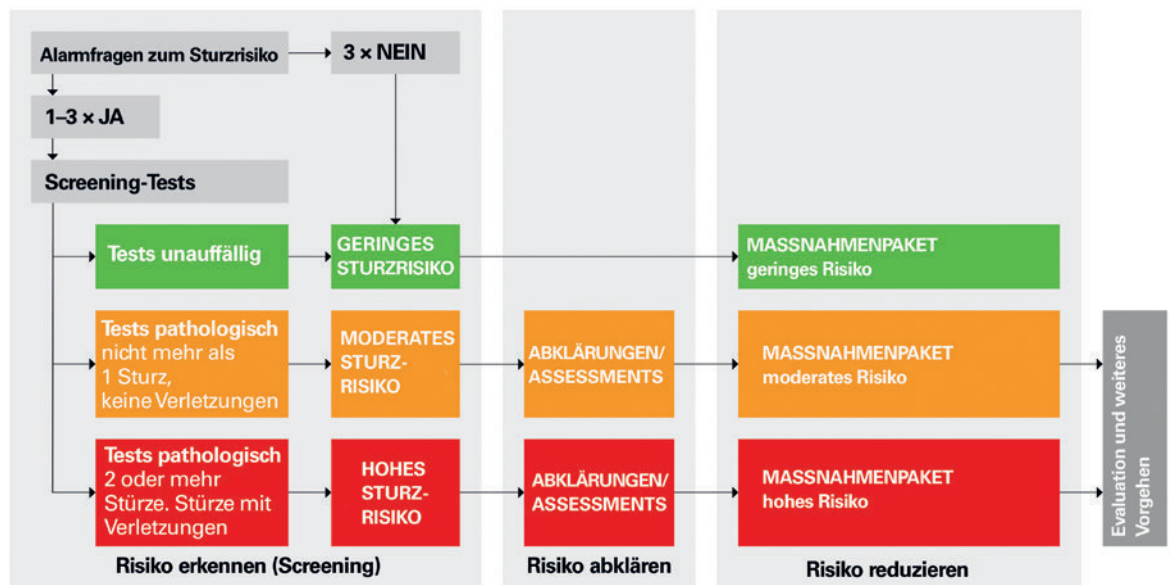 Alarmfragen zum Sturzrisiko
3 × NEIN
1–3 × JA
Screening-Tests
Tests unauffällig
GERINGES
STURZRISIKO
MASSNAHMENPAKET
geringes Risiko
Tests pathologisch
nicht mehr als
1 Sturz,
keine Verletzungen
MODERATES
STURZ-
RISIKO
ABKLÄRUNGEN/
ASSESSMENTS
MASSNAHMENPAKET
moderates Risiko
Tests pathologisch
2 oder mehr
Stürze. Stürze mit
Verletzungen
HOHES
STURZ-
RISIKO
ABKLÄRUNGEN/
ASSESSMENTS
MASSNAHMENPAKET
hohes Risiko
Evaluation und weiteres
Vorgehen
Risiko erkennen (Screening)
Risiko abklären
Risiko reduzieren